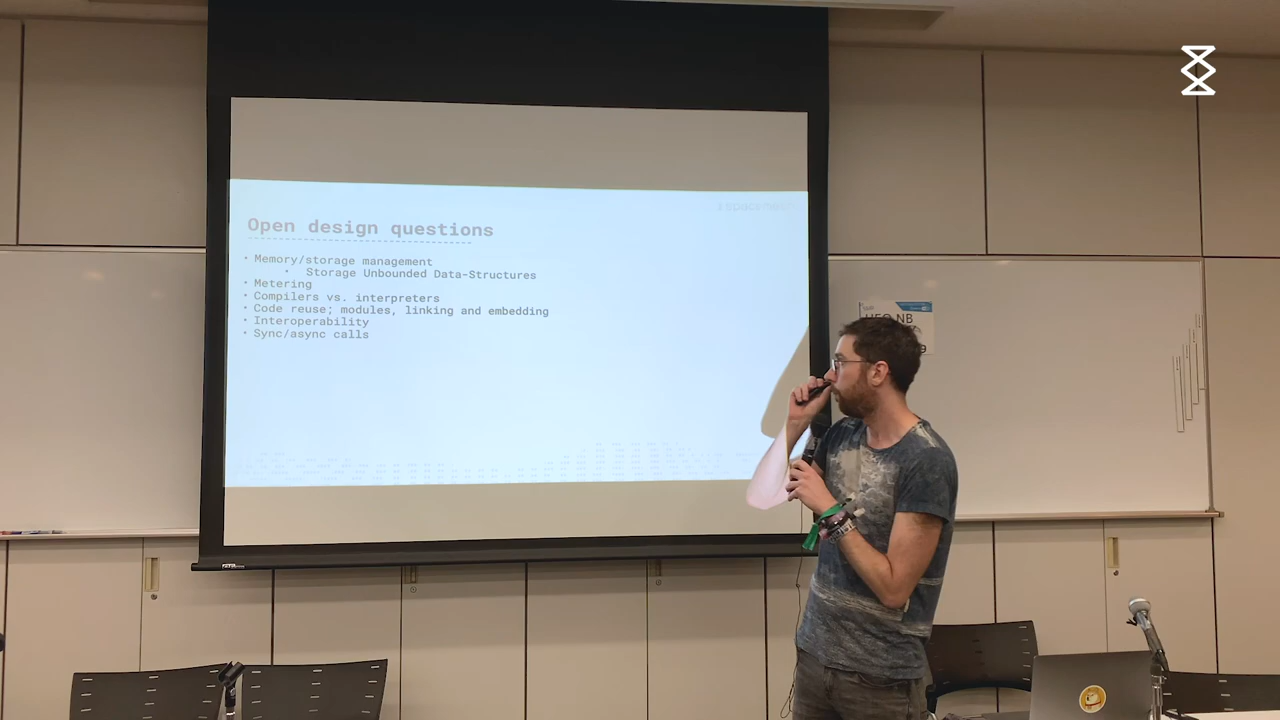 Open design questions
• Memory/storage management
• Storage Unbounded Data-Structures
• Metering
• Compilers vs. interpreters
• Code reuse; modules, linking and embedding
• Interoperability
• Sync/async calls
NB